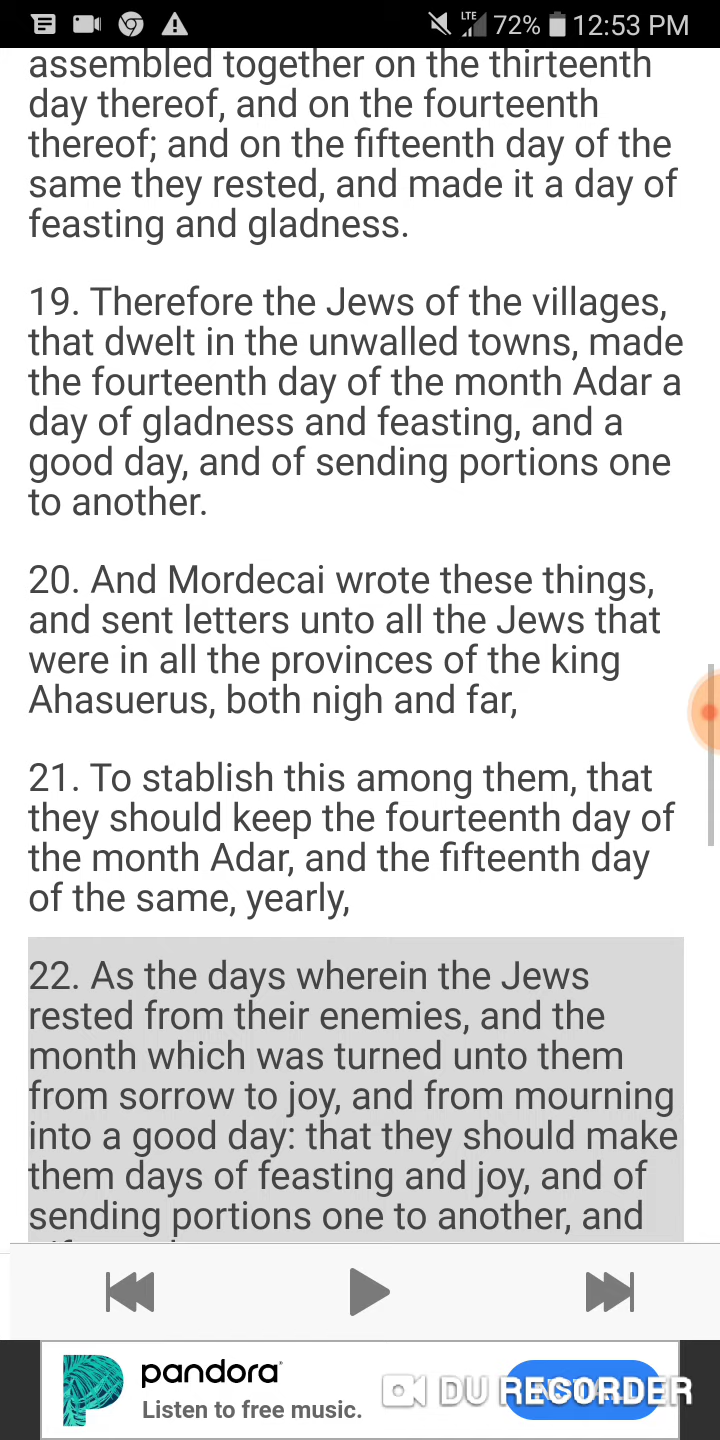 LTE 72% 12:53 PM
assembled together on the thirteenth
day thereof, and on the fourteenth
thereof; and on the fifteenth day of the
same they rested, and made it a day of
feasting and gladness.
19. Therefore the Jews of the villages,
that dwelt in the unwalled towns, made
the fourteenth day of the month Adar a
day of gladness and feasting, and a
good day, and of sending portions one
to another.
20. And Mordecai wrote these things,
and sent letters unto all the Jews that
were in all the provinces of the king
Ahasuerus, both nigh and far,
21. To stablish this among them, that
they should keep the fourteenth day of
the month Adar, and the fifteenth day
of the same, yearly,
22. As the days wherein the Jews
rested from their enemies, and the
month which was turned unto them
from sorrow to joy, and from mourning
into a good day: that they should make
them days of feasting and joy, and of
sending portions one to another, and
pandora
Listen to free music.
DU RECORDER